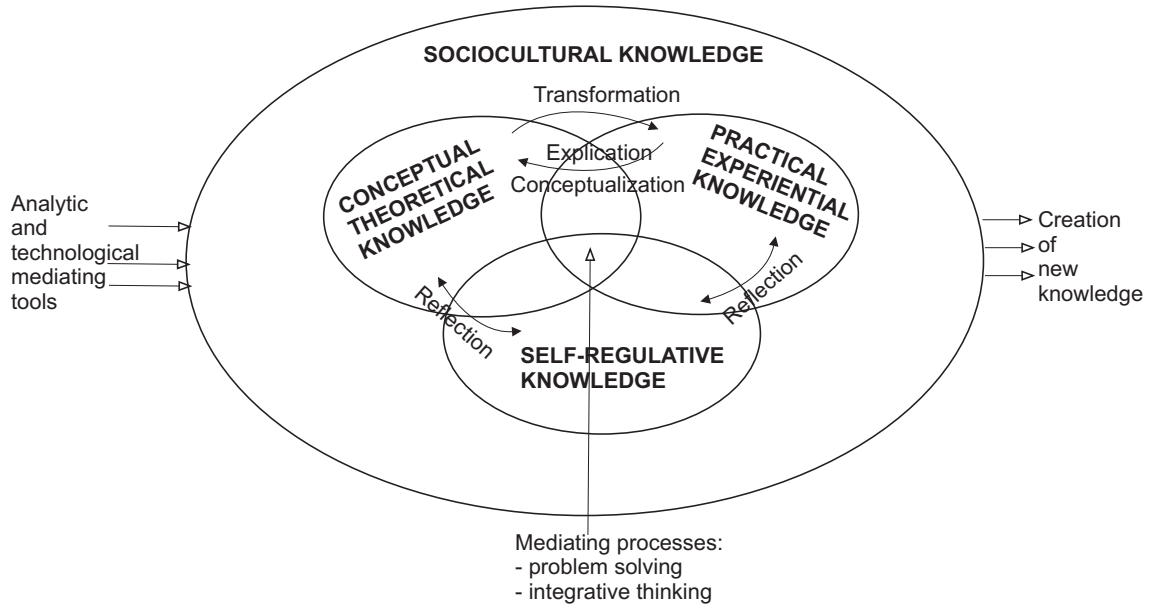 SOCIOCULTURAL KNOWLEDGE
Transformation
Explication
Conceptualization
CONCEPTUAL
THEORETICAL
KNOWLEDGE
PRACTICAL
EXPERIENTIAL
KNOWLEDGE
Analytic
and
technological
mediating
tools
Creation
of
new
knowledge
Reflection
Reflection
SELF-REGULATIVE
KNOWLEDGE
Mediating processes:
- problem solving
- integrative thinking